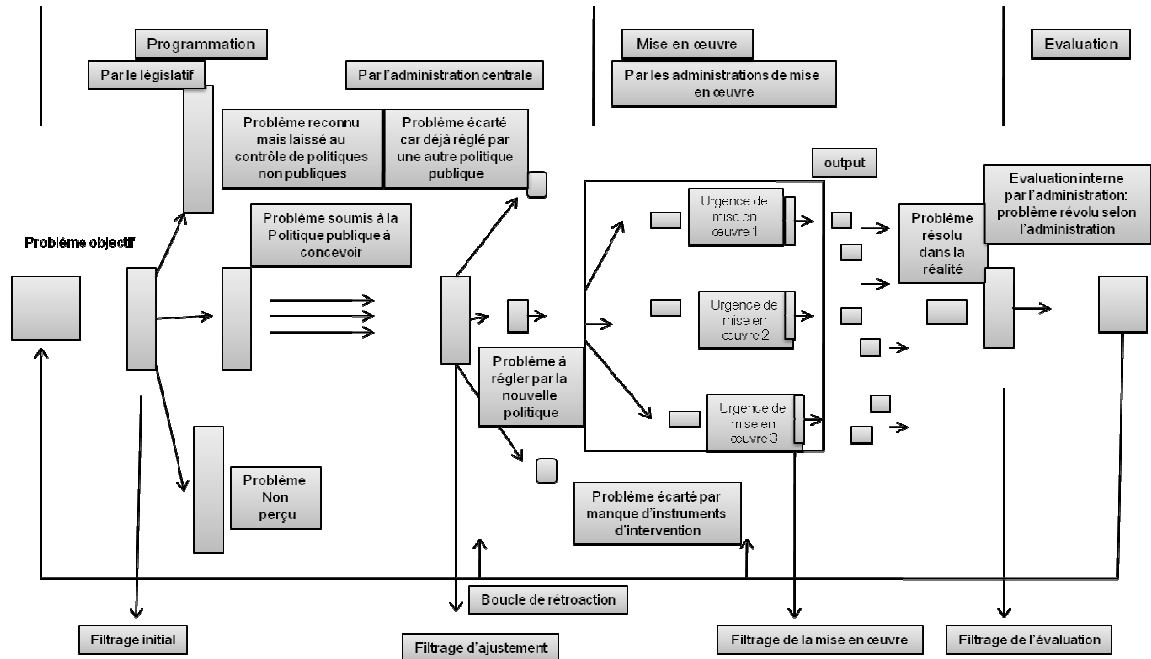 Programmation
Mise en œuvre
Evaluation
Par le législatif
Par l'administration centrale
Par les administrations de mise
en œuvre
Problème reconnu
mais laissé au
contrôle de politiques
non publiques
Problème écarté
car déjà réglé par
une autre politique
publique
output
Evaluation interne
par l'administration:
problème révolu selon
l'administration
Problème objectif
Problème soumis à la
Politique publique à
concevoir
Urgence de
mise en
œuvre 1
Problème
résolu
dans la
réalité
Urgence de
mise en
œuvre 2
Problème à
régler par la
nouvelle
politique
Urgence de
mise en
œuvre 3
Problème
Non
perçu
Problème écarté par
manque d'instruments
d'intervention
Boucle de rétroaction
Filtrage initial
Filtrage d'ajustement
Filtrage de la mise en œuvre
Filtrage de l'évaluation